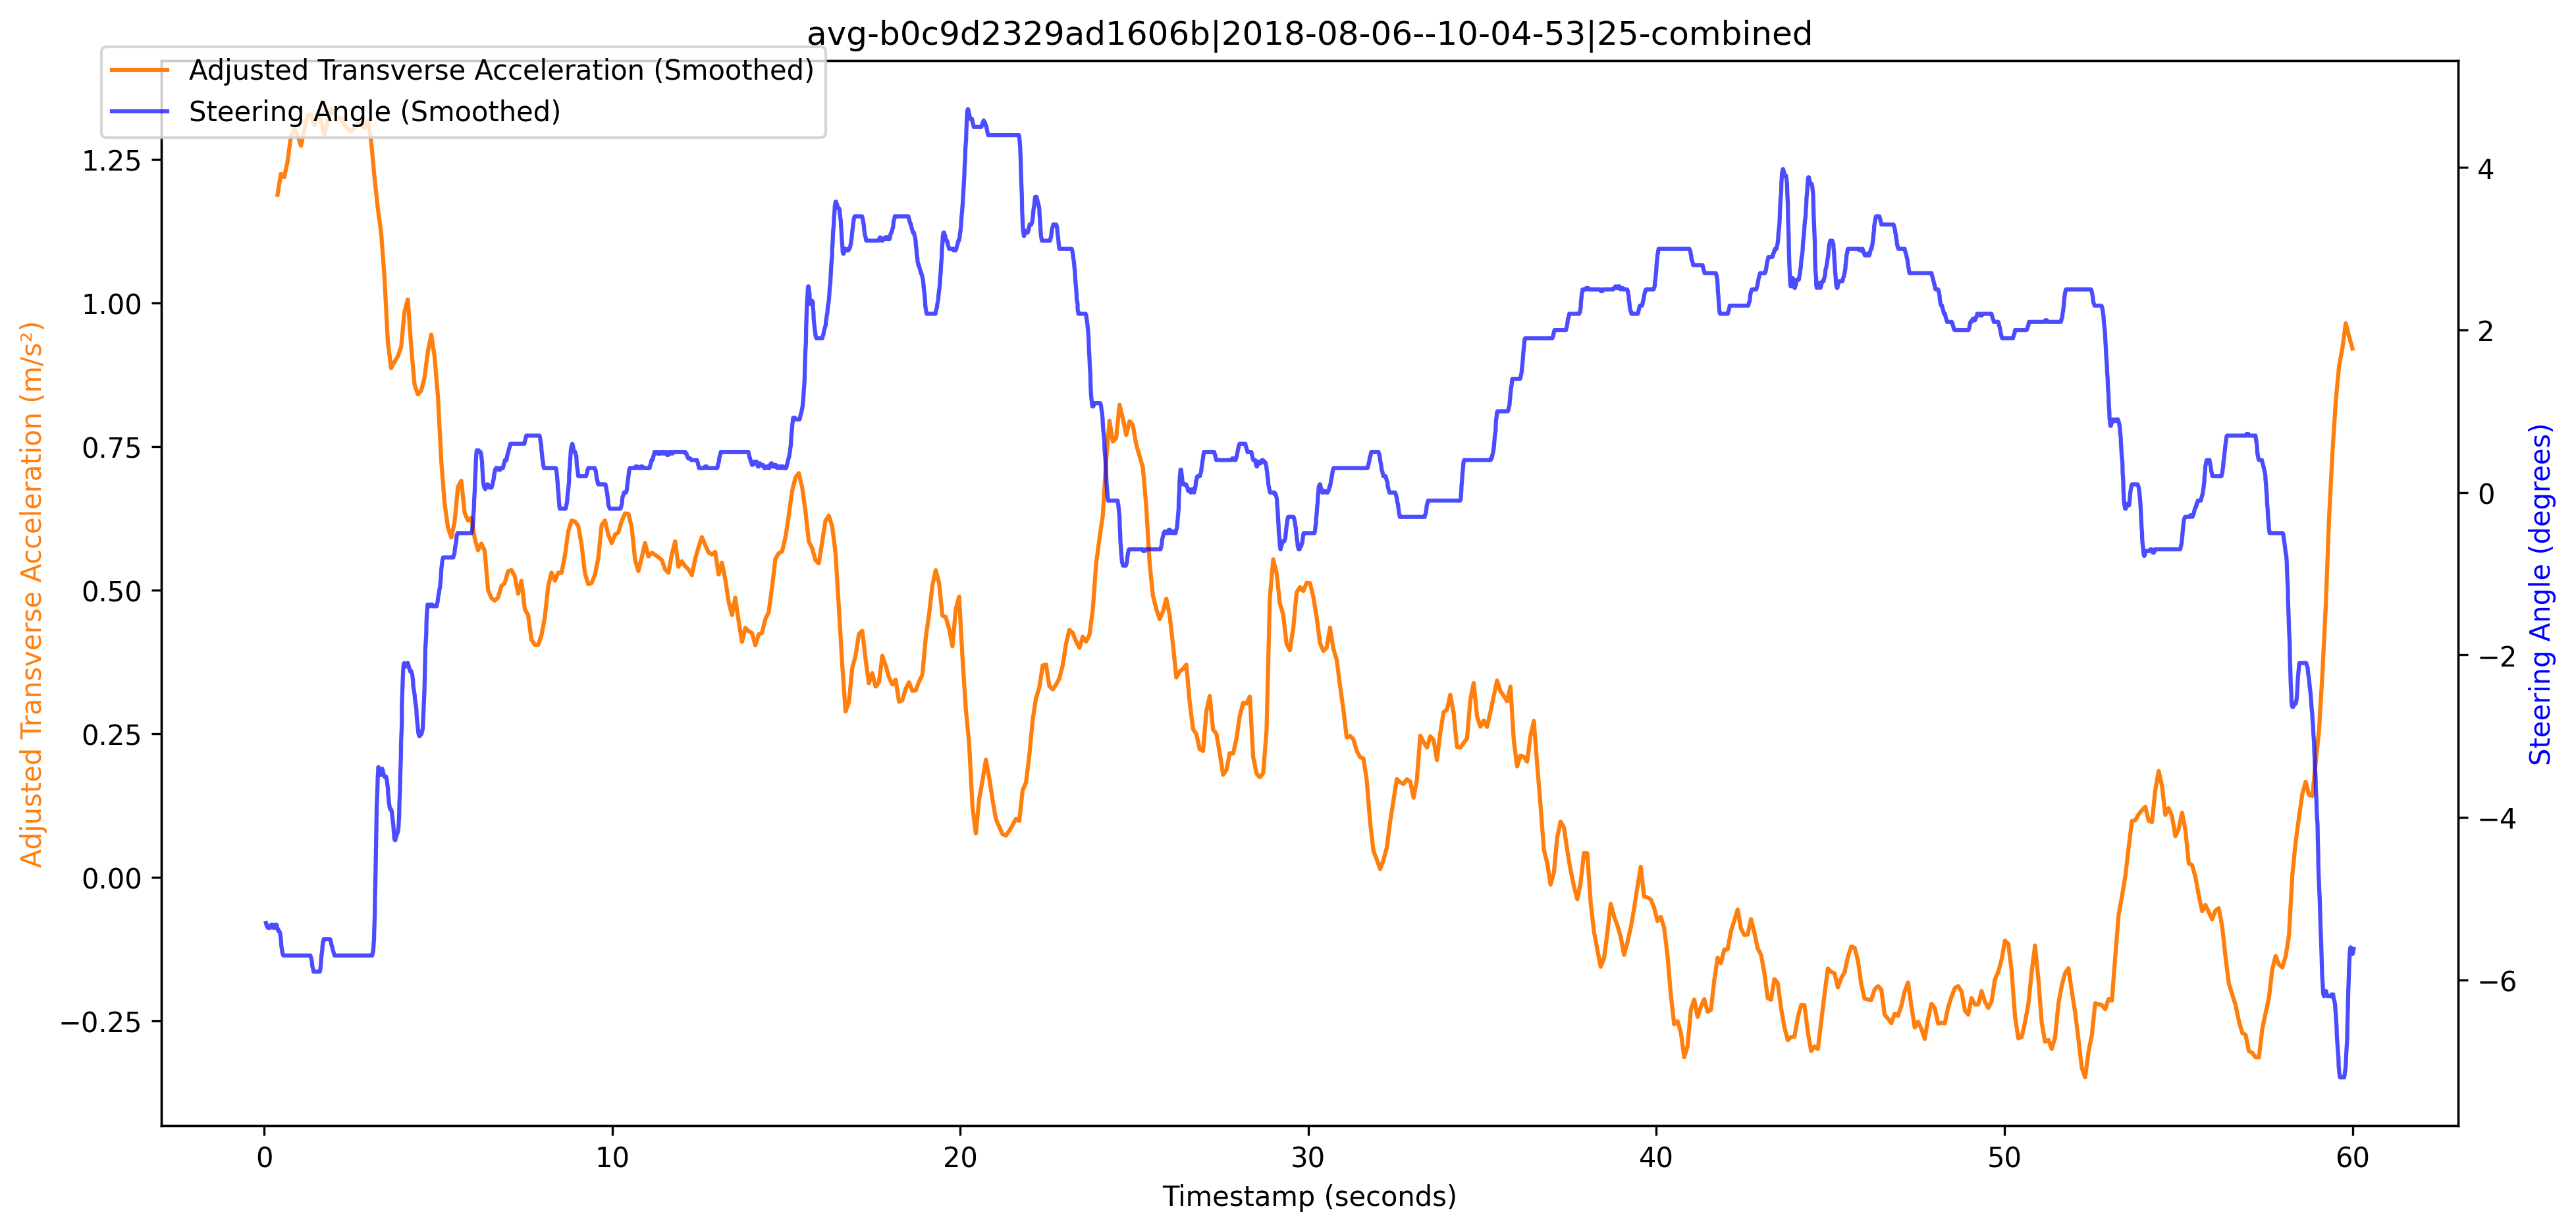 avg-b0c9d2329ad1606b|2018-08-06--10-04-53|25-combined
Adjusted Transverse Acceleration (Smoothed)
Steering Angle (Smoothed)
Adjusted Transverse Acceleration (m/s²)
1.25
1.00
0.75
0.50
0.25
0.00
−0.25
4
2
0
−2
−4
−6
Steering Angle (degrees)
0 10 20 30 40 50 60
Timestamp (seconds)